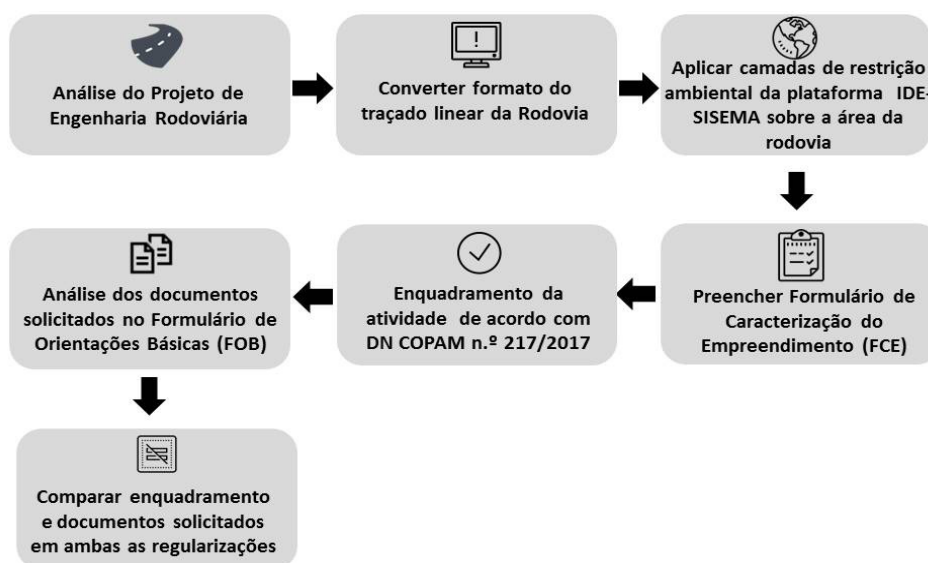 Análise do Projeto de
Engenharia Rodoviária
Converter formato do
traçado linear da Rodovia
Aplicar camadas de restrição
ambiental da plataforma IDE-
SISEMA sobre a área da
rodovia
Preencher Formulário de
Caracterização do
Empreendimento (FCE)
Enquadramento da
atividade de acordo com
DN COPAM n.º 217/2017
Análise dos documentos
solicitados no Formulário de
Orientações Básicas (FOB)
Comparar enquadramento
e documentos solicitados
em ambas as regularizações